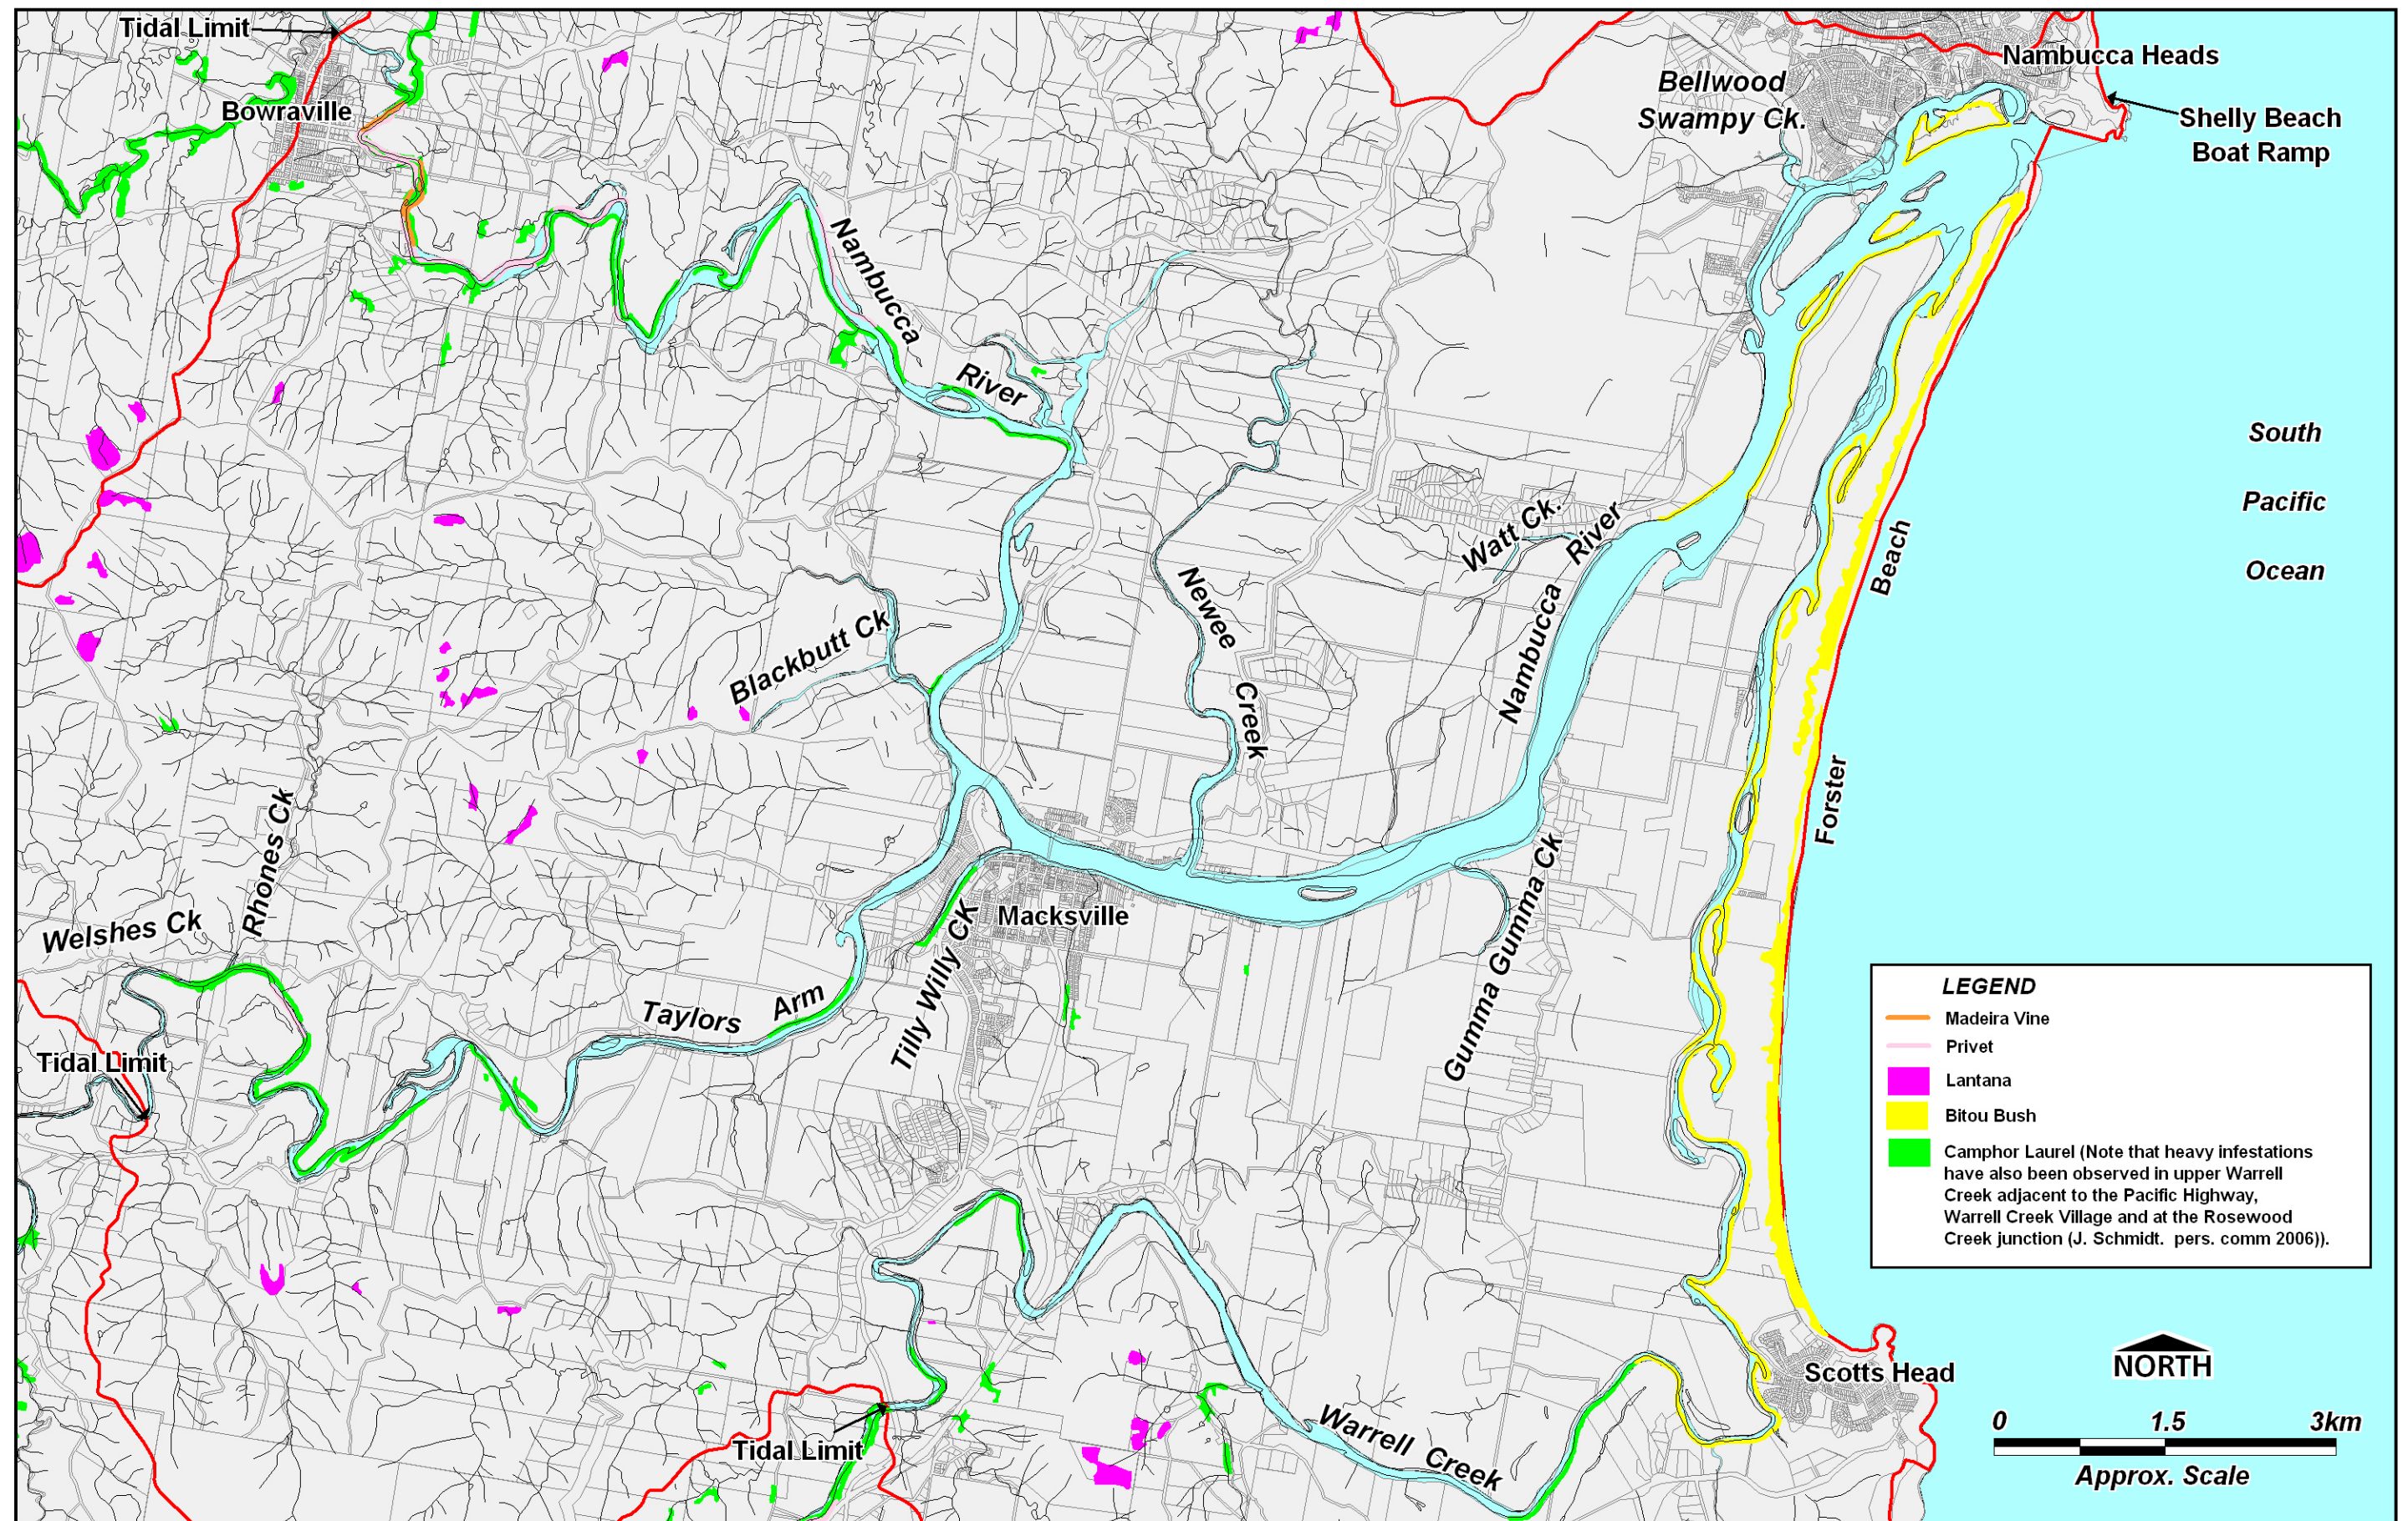 Tidal Limit
Bowraville
Nambucca Heads
Bellwood
Swampy Ck.
Shelly Beach
Boat Ramp
Nambucca
River
South
Pacific
Ocean
Watt Ck.
River
Nambucca
Beach
Forster
Newee
Creek
Blackbutt Ck
Rhones Ck
Welshes Ck
Macksville
Tilly Willy CK
Taylors Arm
Gumma Gumma Ck
Tidal Limit
LEGEND
Madeira Vine
Privet
Lantana
Bitou Bush
Camphor Laurel (Note that heavy infestations
have also been observed in upper Warrell
Creek adjacent to the Pacific Highway,
Warrell Creek Village and at the Rosewood
Creek junction (J. Schmidt. pers. comm 2006)).
Scotts Head
Tidal Limit
Warrell Creek
NORTH
0 1.5 3km
Approx. Scale